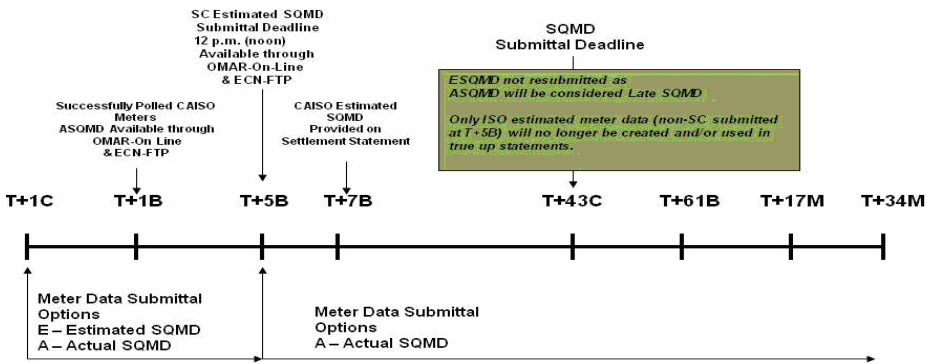 SC Estimated SQMD
Submittal Deadline
12 p.m. (noon)
Available through
OMAR-On-Line
& ECN-FTP
SQMD
Submittal Deadline
ESQMD not resubmitted as
ASQMD will be considered Late SQMD
Only ISO estimated meter data (non-SC submitted
at T+5B) will no longer be created and/or used in
true up statements.
Successfully Polled CAISO
Meters
ASQMD Available through
OMAR-On Line
& ECN-FTP
CAISO Estimated
SQMD
Provided on
Settlement Statement
T+1C
T+1B
T+5B
T+7B
T+43C
T+61B
T+17M
T+34M
Meter Data Submittal
Options
E – Estimated SQMD
A – Actual SQMD
Meter Data Submittal
Options
A – Actual SQMD